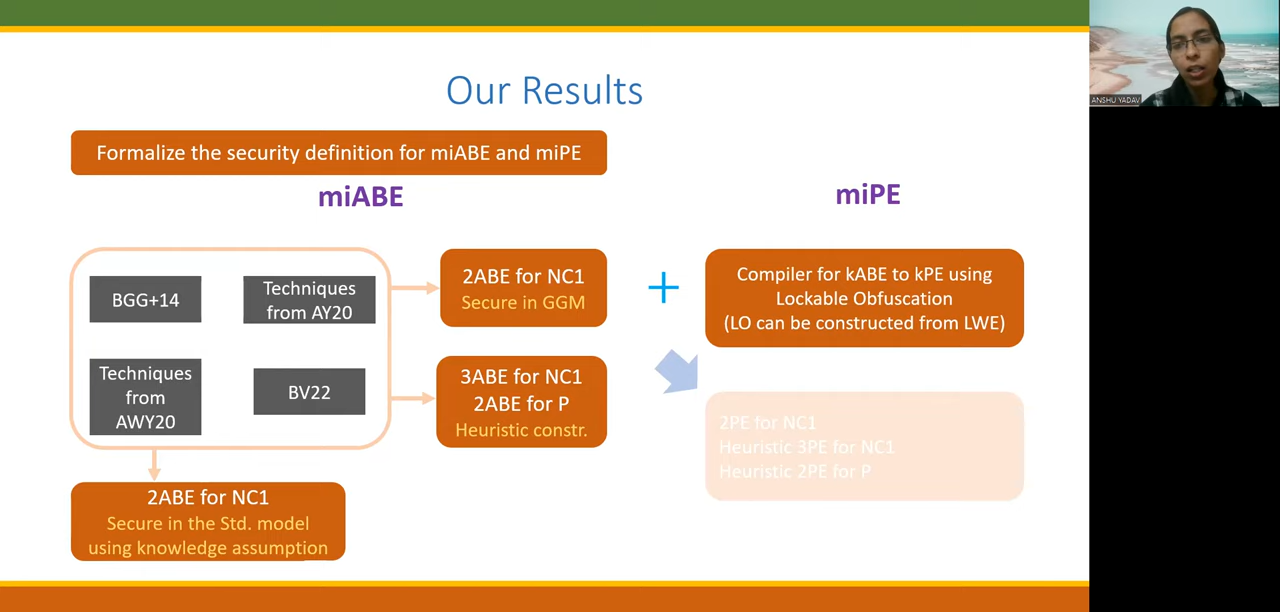 Our Results
Formalize the security definition for miABE and miPE
miABE
miPE
BGG+14
Techniques
from AY20
Techniques
from
AWY20
BV22
2ABE for NC1
Secure in GGM
3ABE for NC1
2ABE for P
Heuristic constr.
2ABE for NC1
Secure in the Std. model
using knowledge assumption
+
Compiler for kABE to kPE using
Lockable Obfuscation
(LO can be constructed from LWE)
2PE for NC1
Heuristic 3PE for NC1
Heuristic 2PE for P
ANSHU YADAV